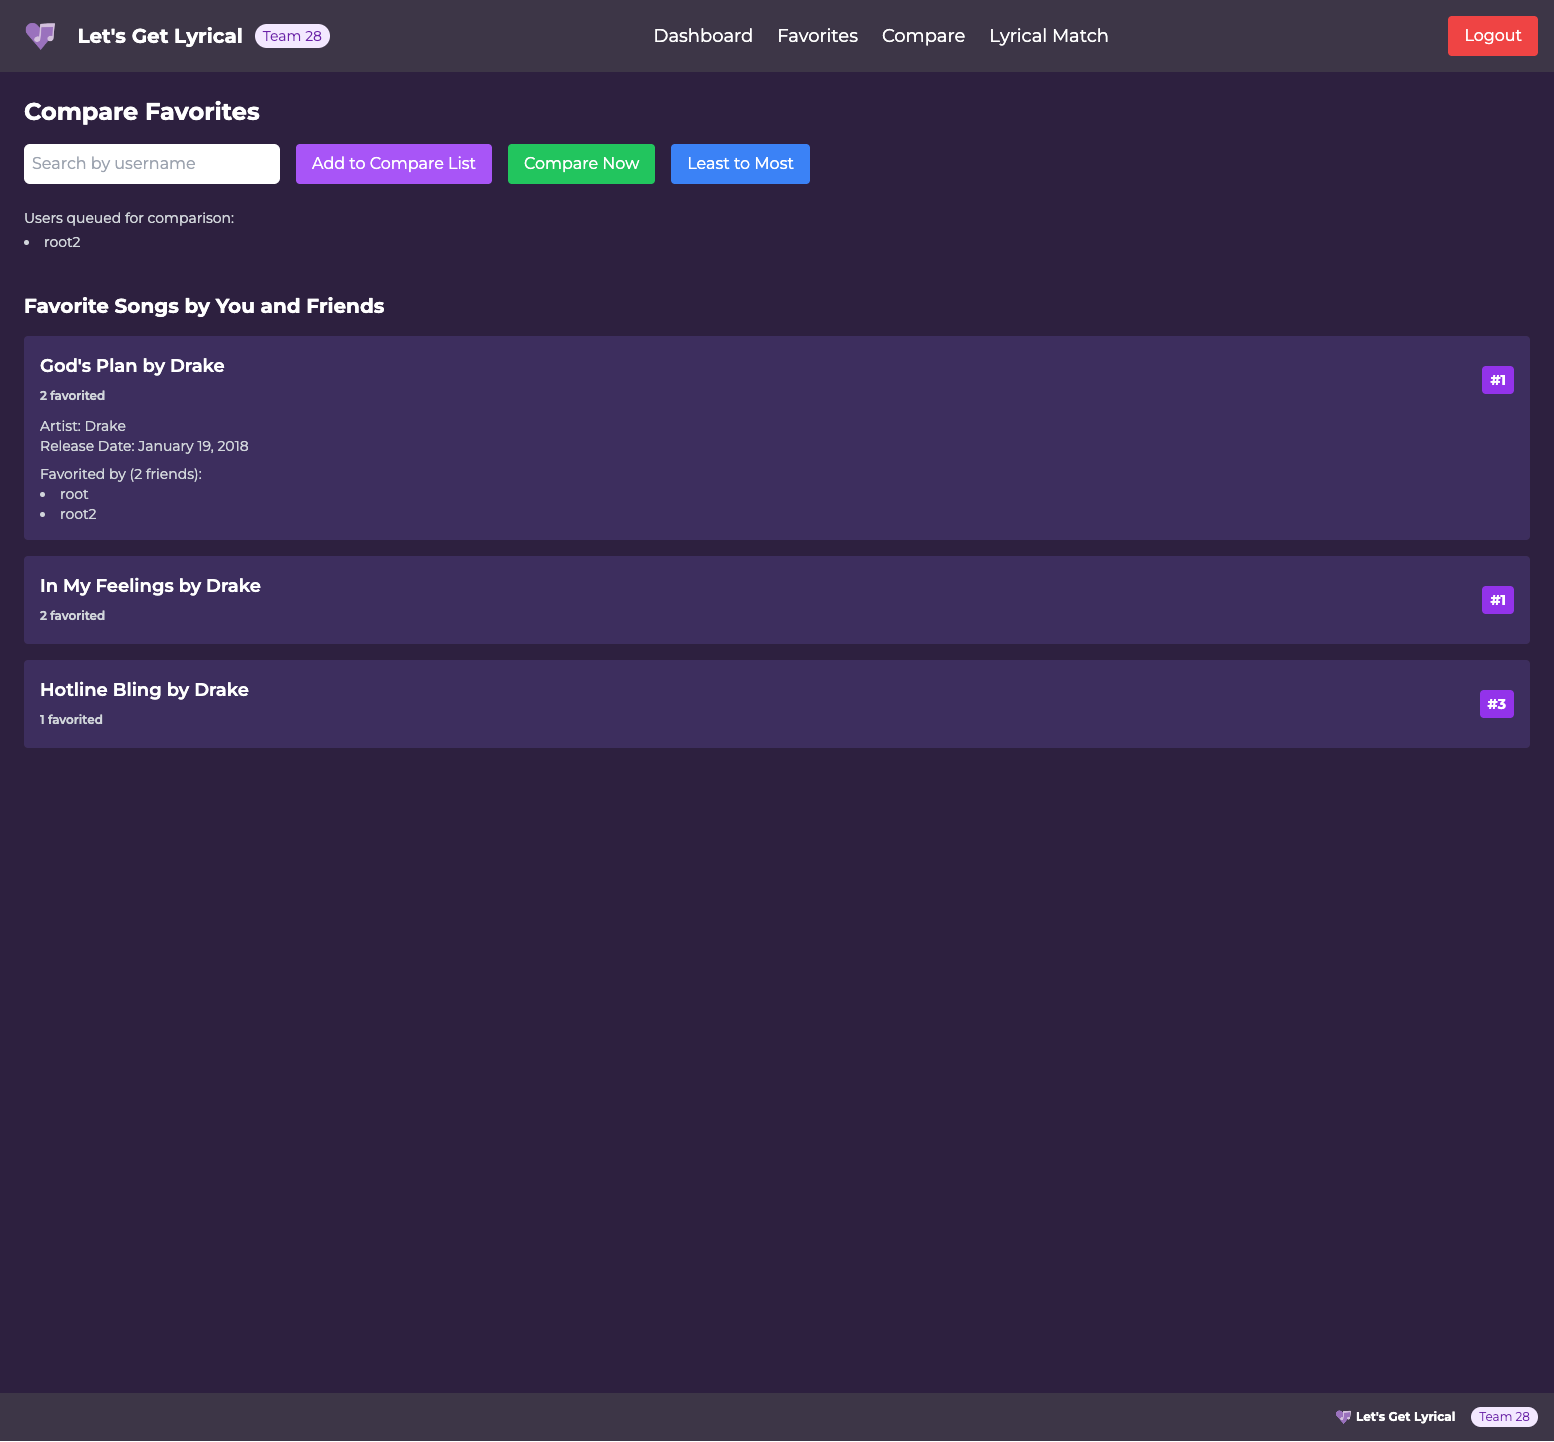 Let's Get Lyrical Team 28 Dashboard Favorites Compare Lyrical Match Logout
Compare Favorites
Search by username Add to Compare List Compare Now Least to Most
Users queued for comparison:
• root2
Favorite Songs by You and Friends
God's Plan by Drake
#1
2 favorited
Artist: Drake
Release Date: January 19, 2018
Favorited by (2 friends):
• root
• root2
In My Feelings by Drake
#1
2 favorited
Hotline Bling by Drake
#3
1 favorited
Let's Get Lyrical Team 28